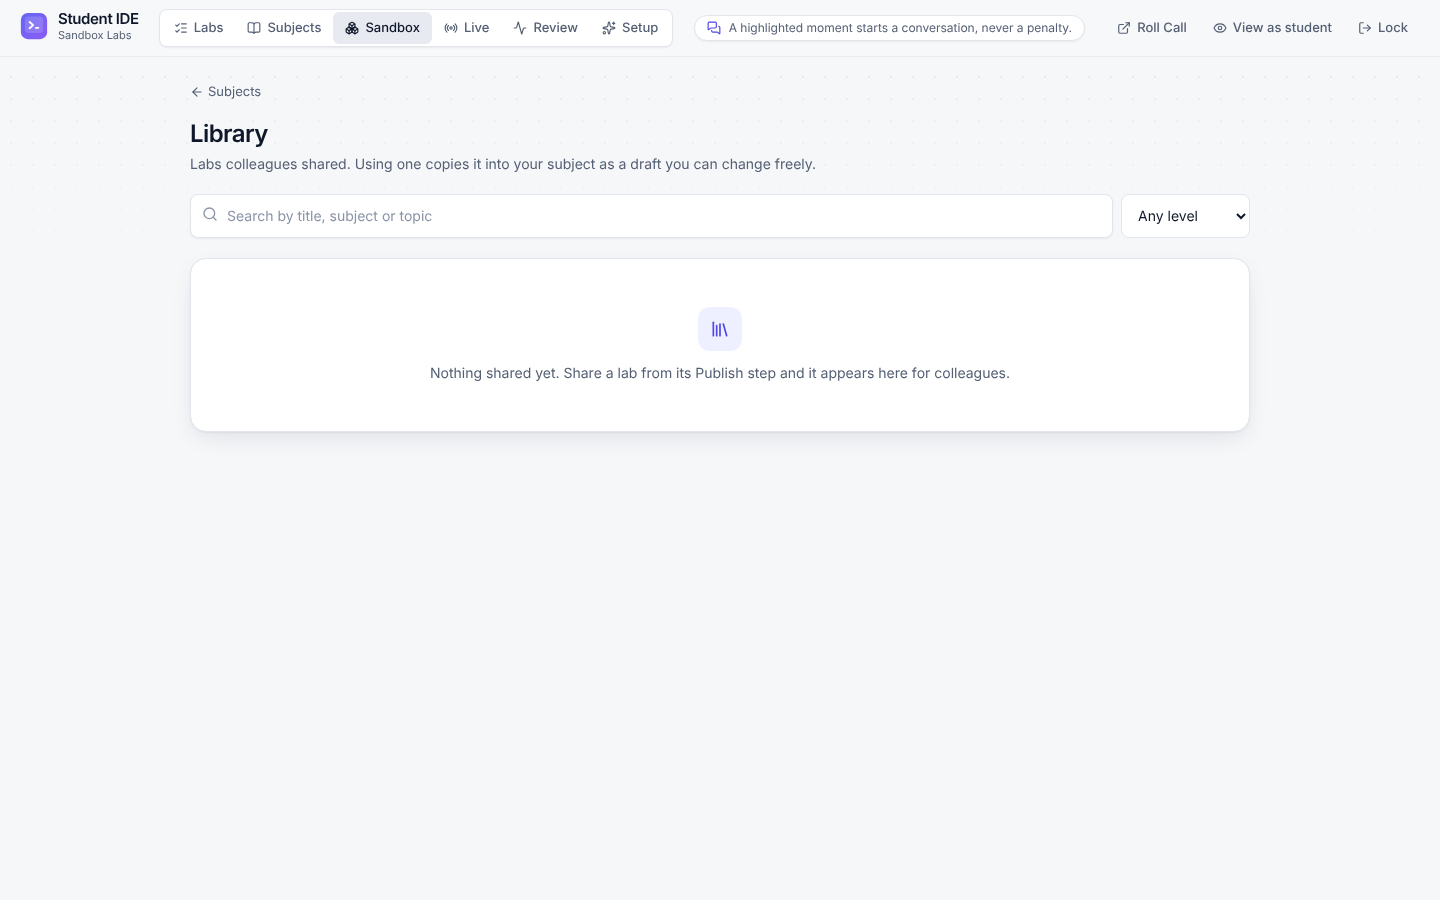 Student IDE
Sandbox Labs
Labs
Subjects
Sandbox
Live
Review
Setup
A highlighted moment starts a conversation, never a penalty.
Roll Call
View as student
Lock
Subjects
Library
Labs colleagues shared. Using one copies it into your subject as a draft you can change freely.
Search by title, subject or topic
Any level
Nothing shared yet. Share a lab from its Publish step and it appears here for colleagues.